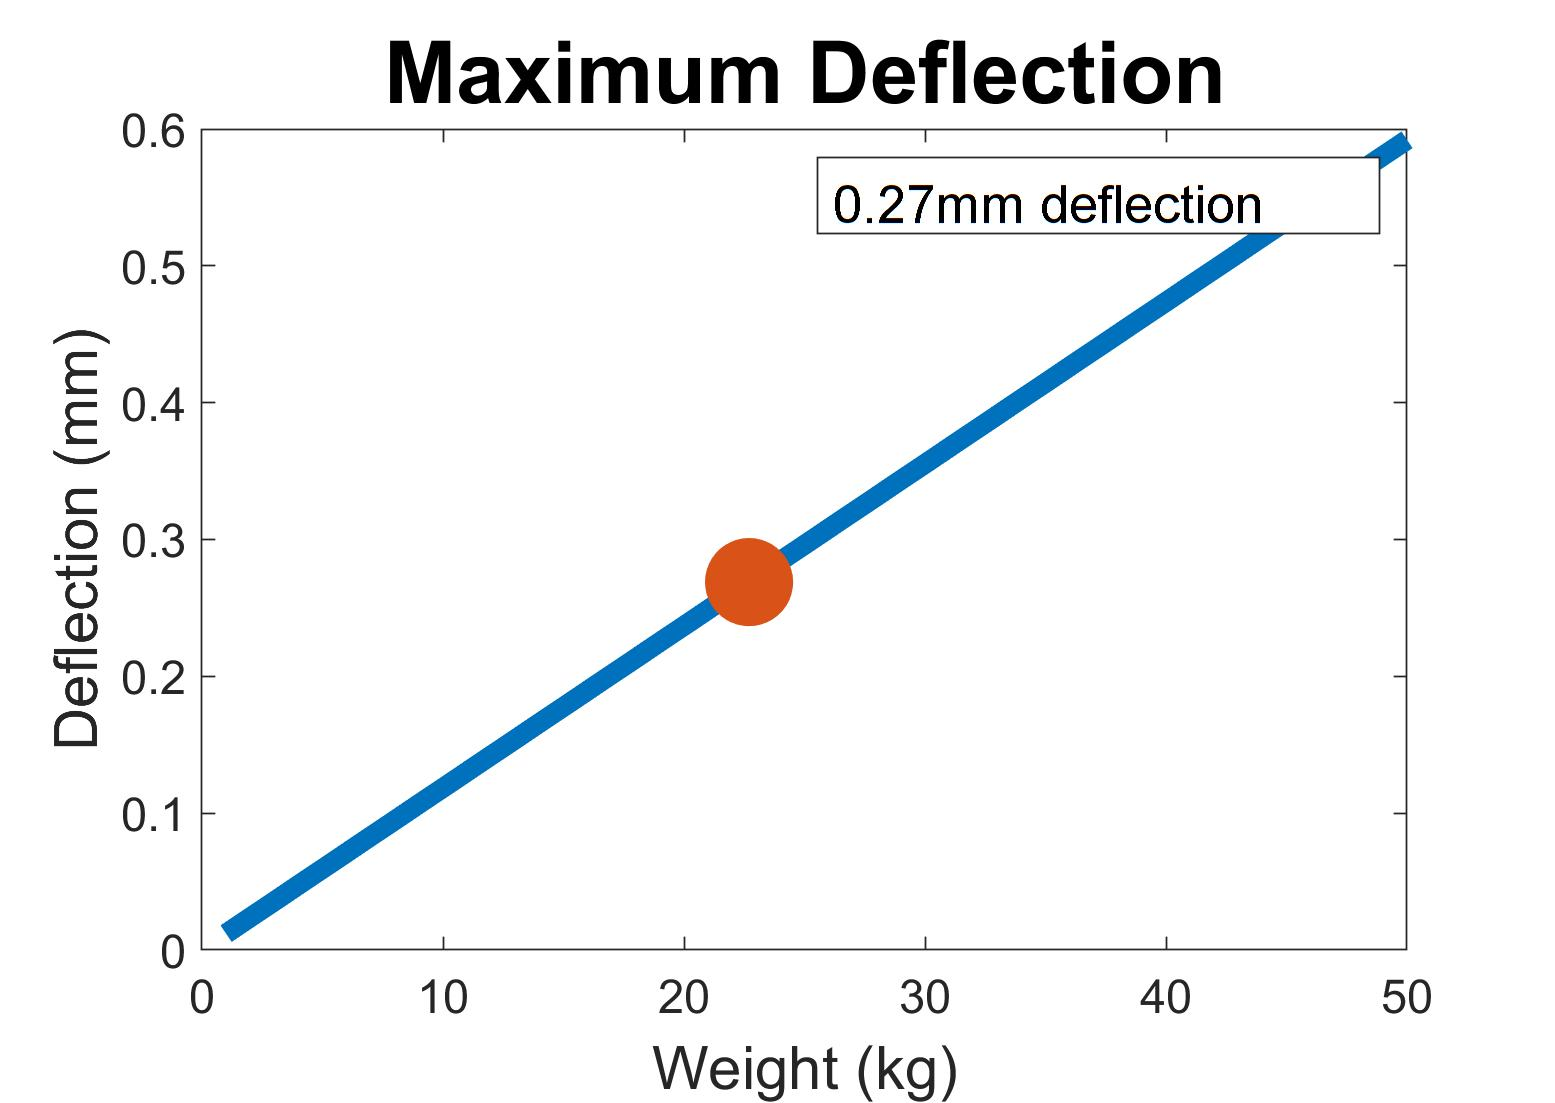 Maximum Deflection
0.27mm deflection
0.6
0.5
0.4
0.3
0.2
0.1
0
Deflection (mm)
0 10 20 30 40 50
Weight (kg)